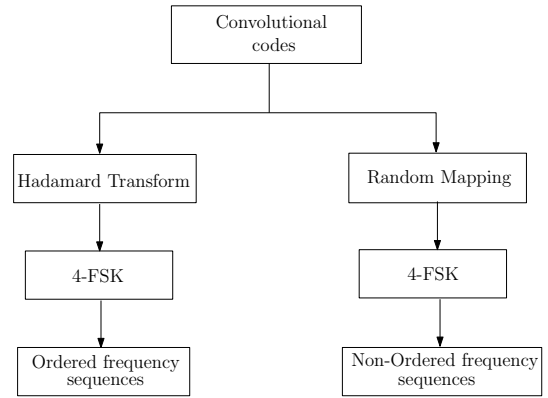 Convolutional
codes
Hadamard Transform
Random Mapping
4-FSK
4-FSK
Ordered frequency
sequences
Non-Ordered frequency
sequences